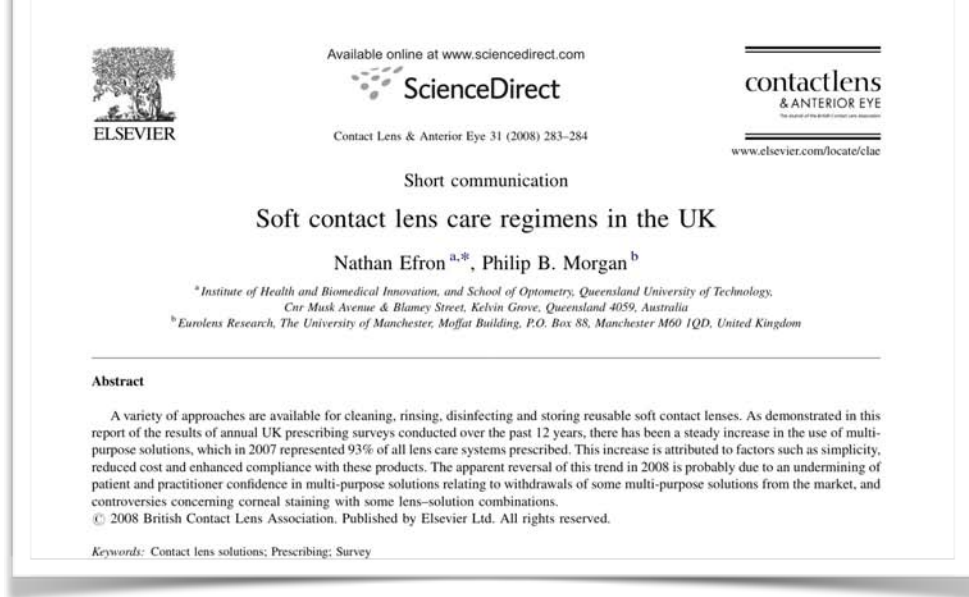 Available online at www.sciencedirect.com
ScienceDirect
ELSEVIER
Contact Lens & Anterior Eye 31 (2008) 283–284
contactlens
& ANTERIOR EYE
The Journal of the British Contact Lens Association
www.elsevier.com/locate/clae
Short communication
Soft contact lens care regimens in the UK
Nathan Efron a,*, Philip B. Morgan b
a Institute of Health and Biomedical Innovation, and School of Optometry, Queensland University of Technology,
Cnr Musk Avenue & Blamey Street, Kelvin Grove, Queensland 4059, Australia
b Eurolens Research, The University of Manchester, Moffat Building, P.O. Box 88, Manchester M60 1QD, United Kingdom
Abstract
A variety of approaches are available for cleaning, rinsing, disinfecting and storing reusable soft contact lenses. As demonstrated in this
report of the results of annual UK prescribing surveys conducted over the past 12 years, there has been a steady increase in the use of multi-
purpose solutions, which in 2007 represented 93% of all lens care systems prescribed. This increase is attributed to factors such as simplicity,
reduced cost and enhanced compliance with these products. The apparent reversal of this trend in 2008 is probably due to an undermining of
patient and practitioner confidence in multi-purpose solutions relating to withdrawals of some multi-purpose solutions from the market, and
controversies concerning corneal staining with some lens–solution combinations.
© 2008 British Contact Lens Association. Published by Elsevier Ltd. All rights reserved.
Keywords: Contact lens solutions; Prescribing; Survey